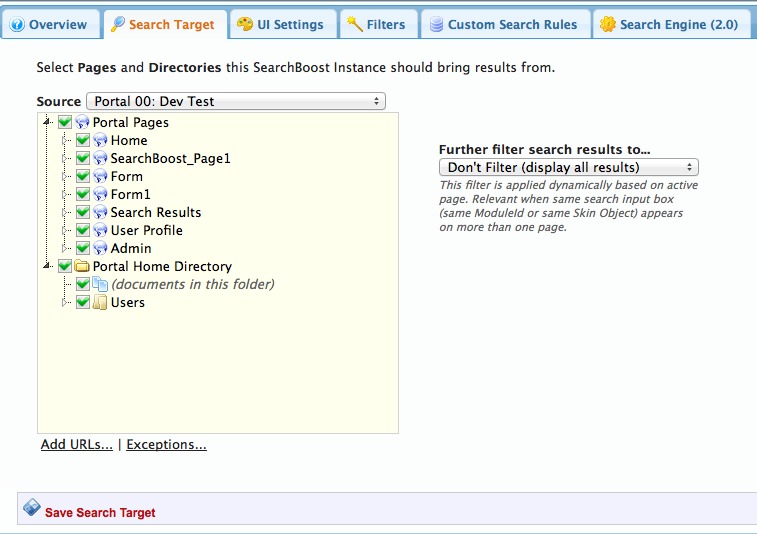 Overview
Search Target
UI Settings
Filters
Custom Search Rules
Search Engine (2.0)
Select Pages and Directories this SearchBoost Instance should bring results from.
Source Portal 00: Dev Test
Portal Pages
Home
SearchBoost_Page1
Form
Form1
Search Results
User Profile
Admin
Portal Home Directory
(documents in this folder)
Users
Add URLs... | Exceptions...
Further filter search results to...
Don't Filter (display all results)
This filter is applied dynamically based on active
page. Relevant when same search input box
(same ModuleId or same Skin Object) appears
on more than one page.
Save Search Target